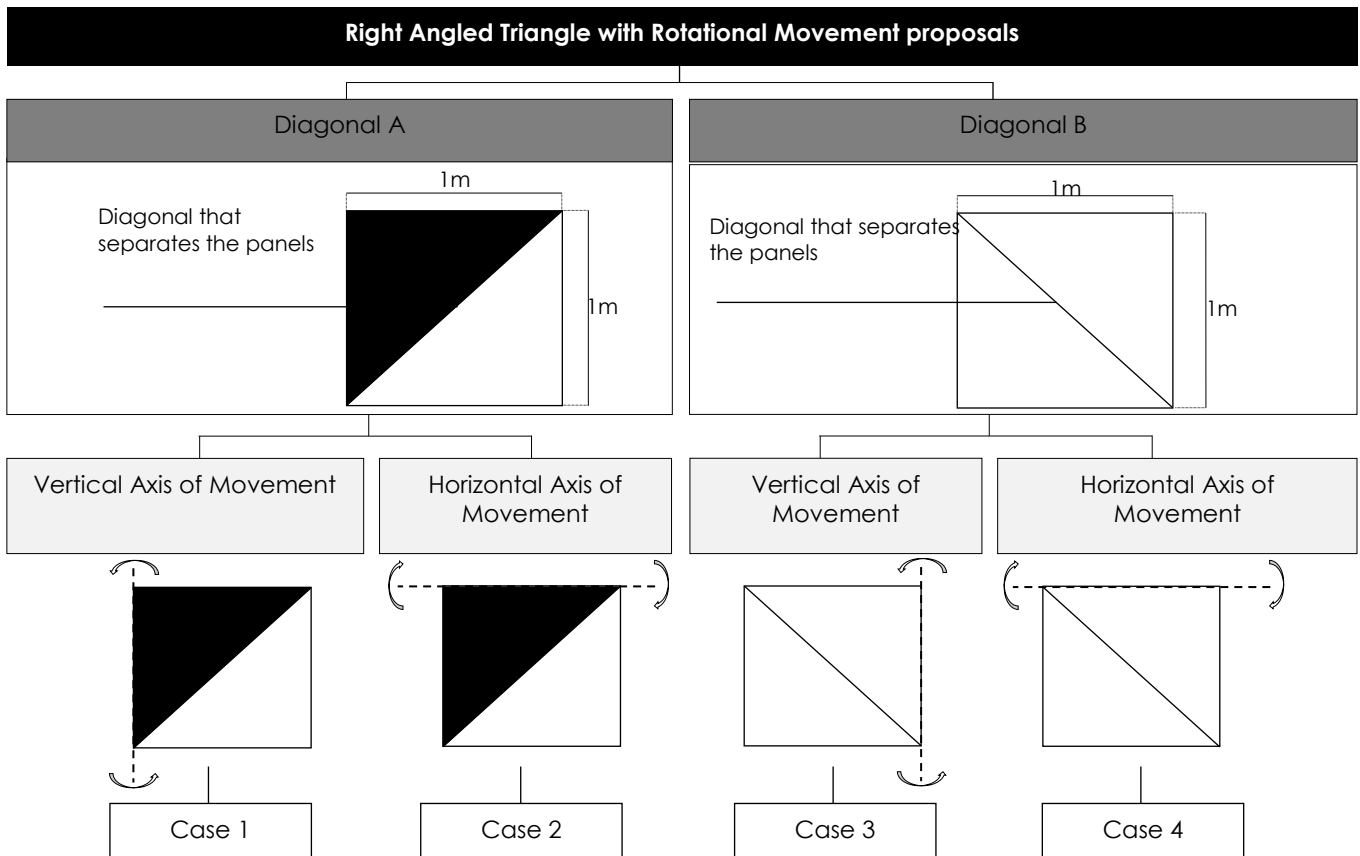 Right Angled Triangle with Rotational Movement proposals
Diagonal A
Diagonal B
1m
Diagonal that
separates the panels
1m
1m
Diagonal that separates
the panels
1m
Vertical Axis of Movement
Horizontal Axis of
Movement
Vertical Axis of
Movement
Horizontal Axis of
Movement
Case 1
Case 2
Case 3
Case 4